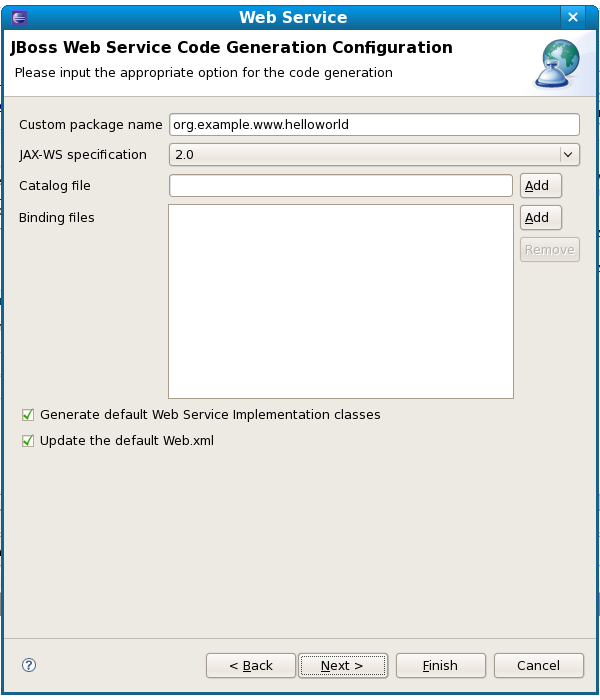 Web Service
JBoss Web Service Code Generation Configuration
Please input the appropriate option for the code generation
Custom package name org.example.www.helloworld
JAX-WS specification 2.0
Catalog file Add
Binding files Add
Remove
Generate default Web Service Implementation classes
Update the default Web.xml
? < Back Next > Finish Cancel